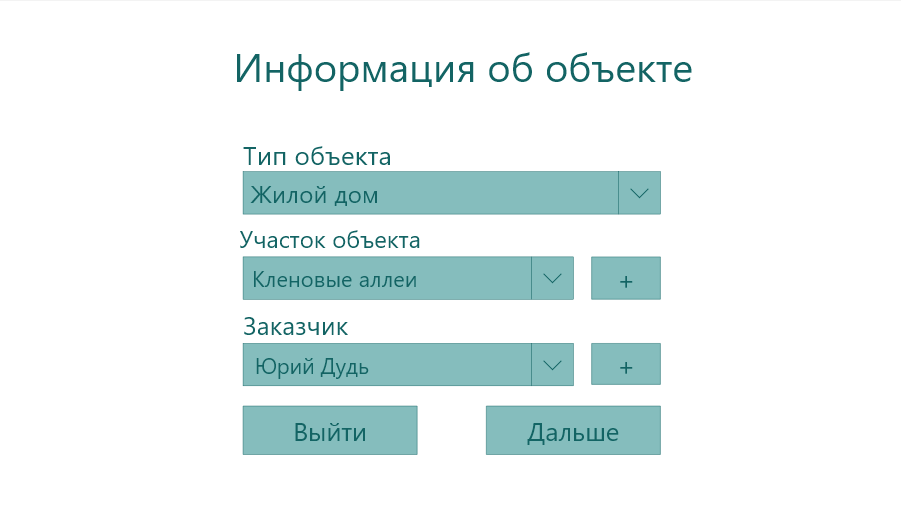 Информация об объекте
Тип объекта
Жилой дом
Участок объекта
Кленовые аллеи
+
Заказчик
Юрий Дудь
+
Выйти
Дальше